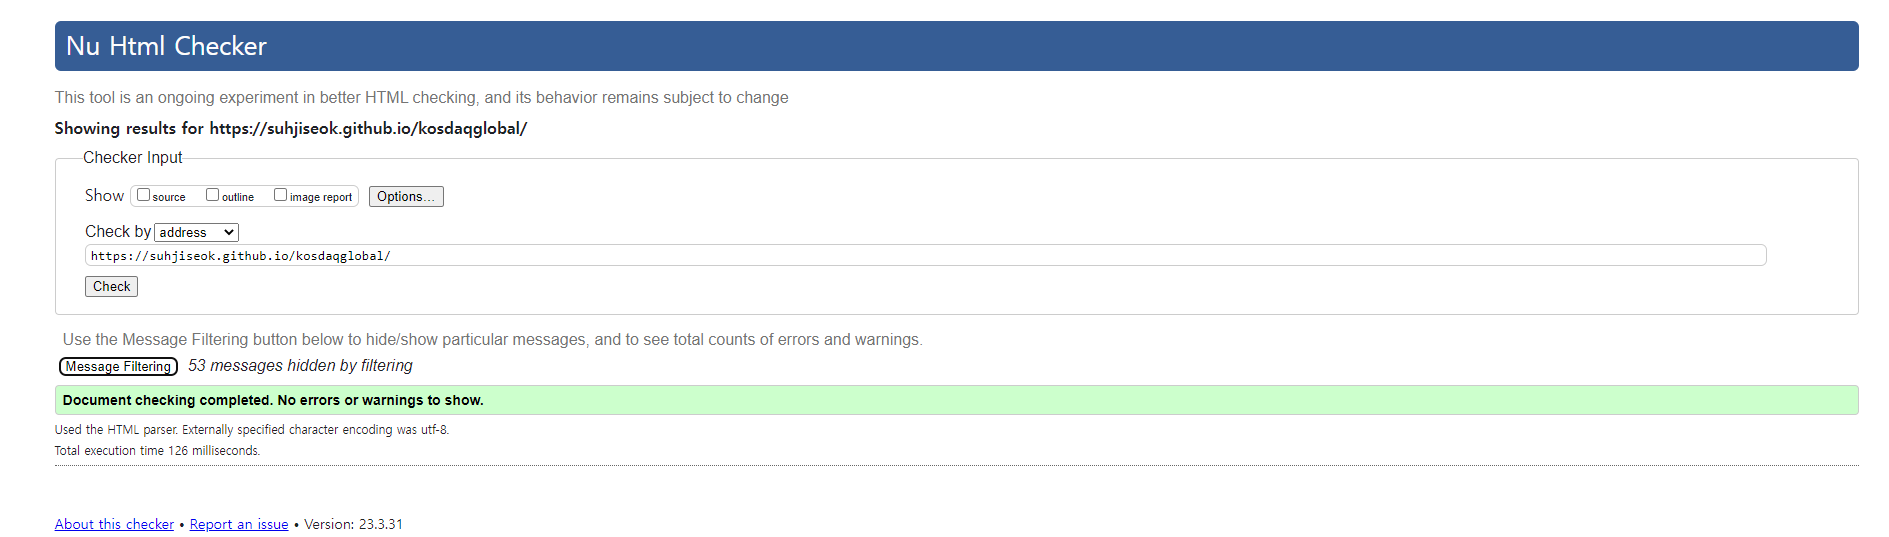 Nu Html Checker
This tool is an ongoing experiment in better HTML checking, and its behavior remains subject to change
Showing results for https://suhjiseok.github.io/kosdaqglobal/
Checker Input
Show source outline image report Options...
Check by address
https://suhjiseok.github.io/kosdaqglobal/
Check
Use the Message Filtering button below to hide/show particular messages, and to see total counts of errors and warnings.
Message Filtering 53 messages hidden by filtering
Document checking completed. No errors or warnings to show.
Used the HTML parser. Externally specified character encoding was utf-8.
Total execution time 126 milliseconds.
About this checker • Report an issue • Version: 23.3.31